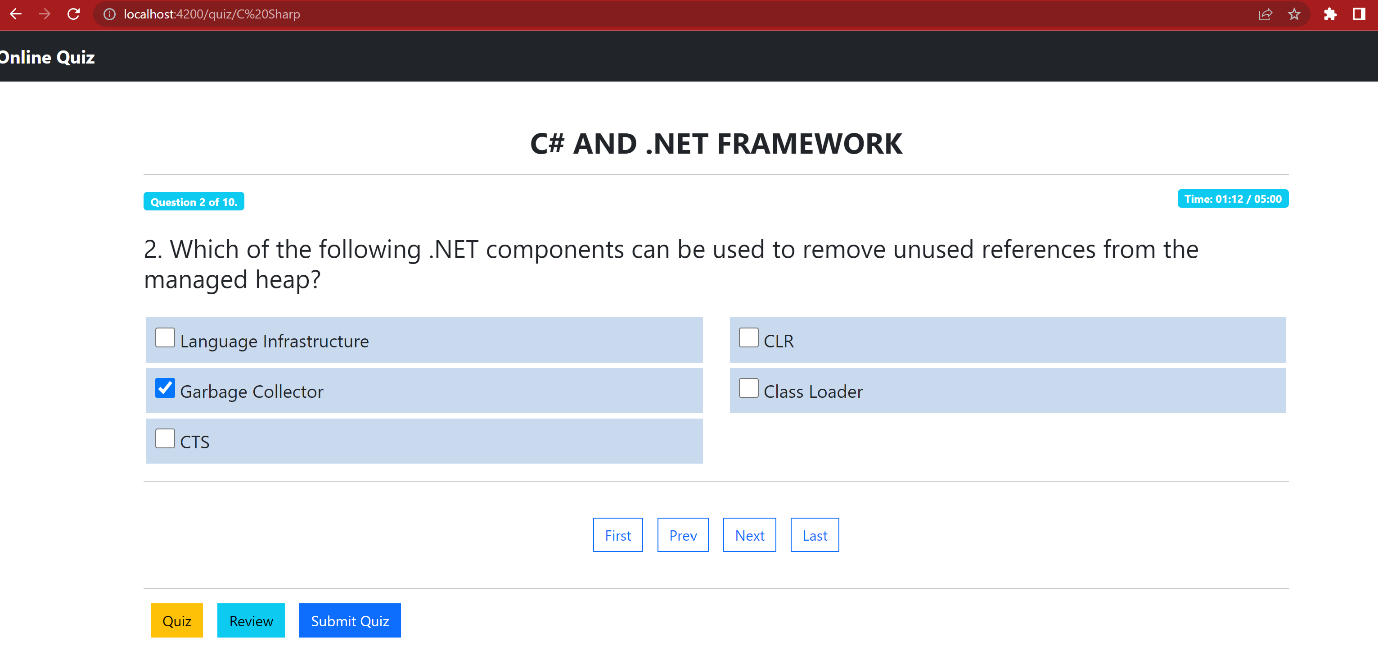 localhost:4200/quiz/C%20Sharp
Online Quiz
C# AND .NET FRAMEWORK
Question 2 of 10.
Time: 01:12 / 05:00
2. Which of the following .NET components can be used to remove unused references from the
managed heap?
Language Infrastructure
CLR
Garbage Collector
Class Loader
CTS
First
Prev
Next
Last
Quiz
Review
Submit Quiz